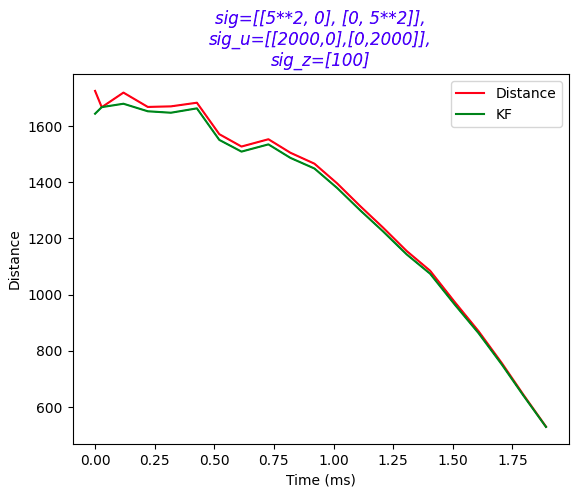 sig=[[5**2, 0], [0, 5**2]],
sig_u=[[2000,0],[0,2000]],
sig_z=[100]
Distance
KF
Distance
1600
1400
1200
1000
800
600
0.00 0.25 0.50 0.75 1.00 1.25 1.50 1.75
Time (ms)